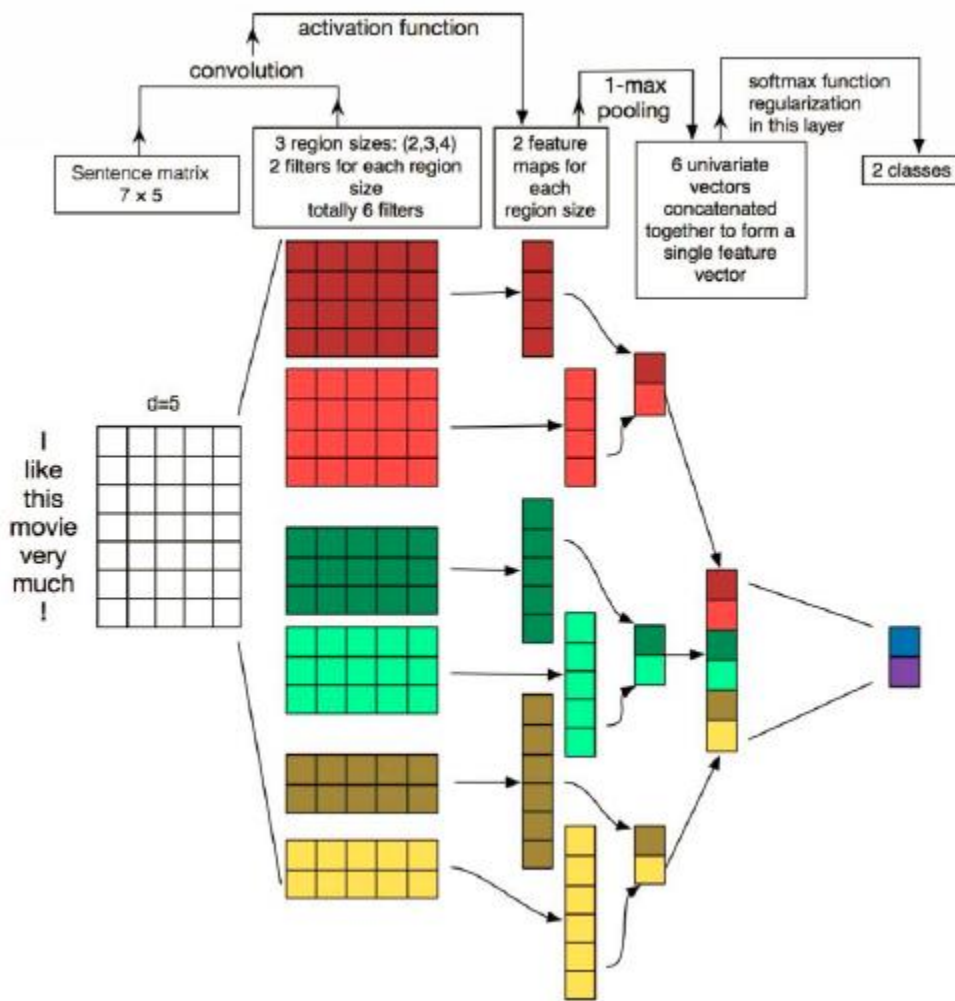 activation function
convolution
1-max
pooling
softmax function
regularization
in this layer
Sentence matrix
7 × 5
3 region sizes: (2,3,4)
2 filters for each region
size
totally 6 filters
2 feature
maps for
each
region size
6 univariate
vectors
concatenated
together to form a
single feature
vector
2 classes
d=5
I
like
this
movie
very
much
!